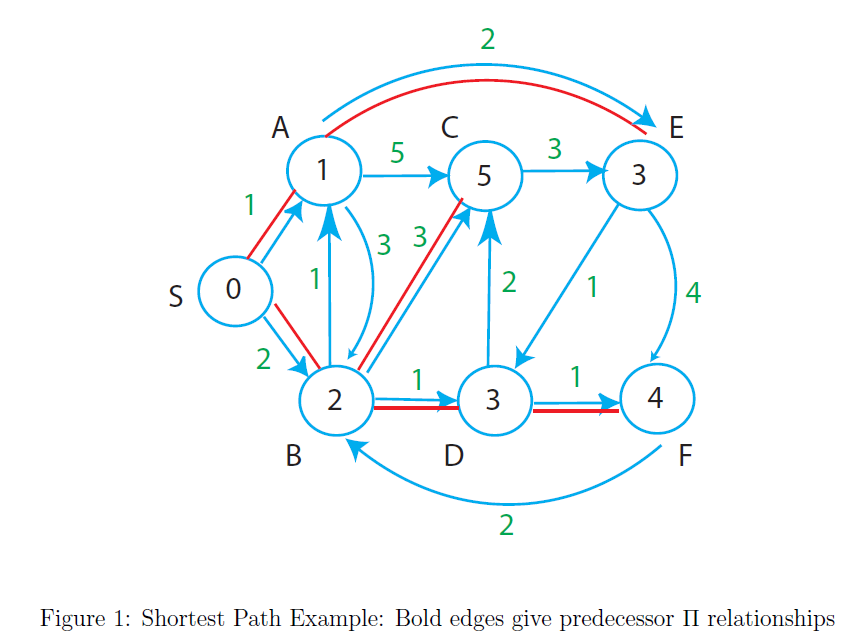 2
A
C
E
1
5
5
3
3
1
3
3
S
0
1
2
1
4
2
1
1
2
3
4
B
D
F
2
Figure 1: Shortest Path Example: Bold edges give predecessor Π relationships